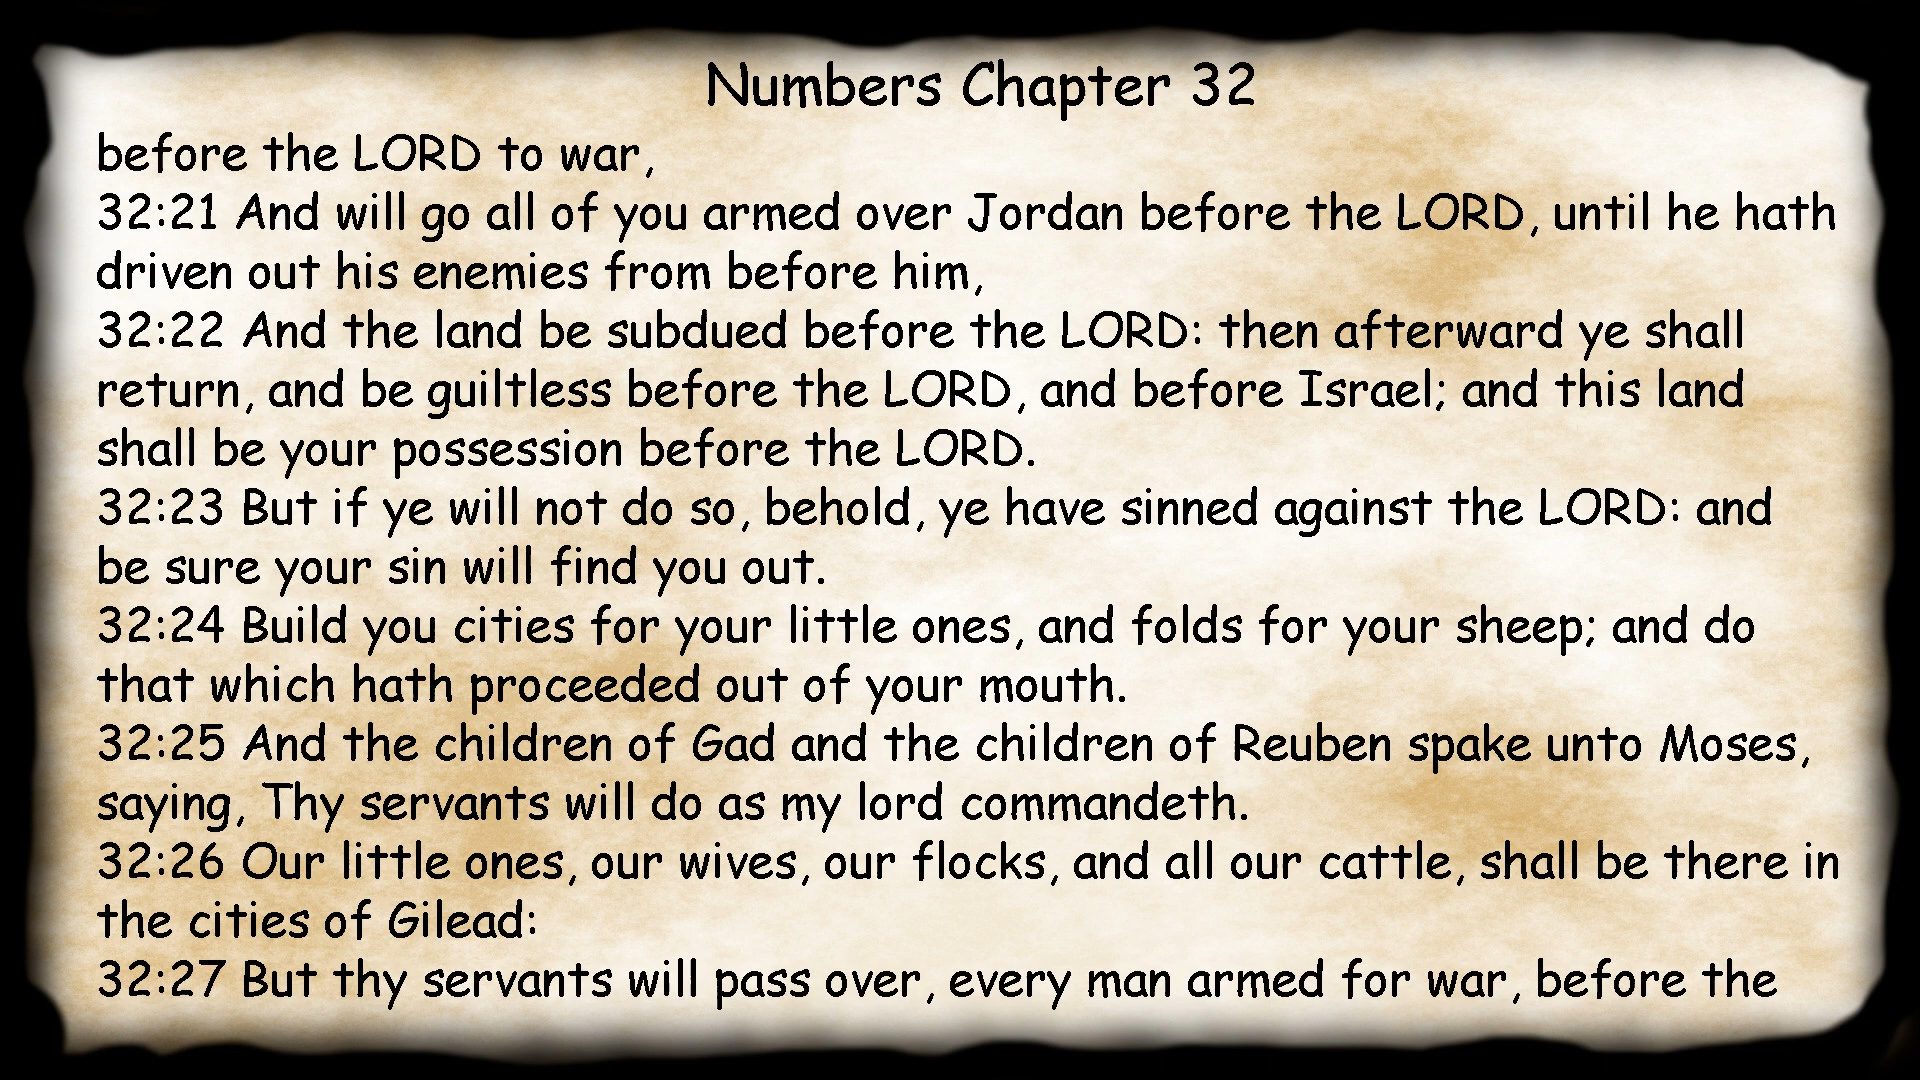 Numbers Chapter 32
before the LORD to war,
32:21 And will go all of you armed over Jordan before the LORD, until he hath
driven out his enemies from before him,
32:22 And the land be subdued before the LORD: then afterward ye shall
return, and be guiltless before the LORD, and before Israel; and this land
shall be your possession before the LORD.
32:23 But if ye will not do so, behold, ye have sinned against the LORD: and
be sure your sin will find you out.
32:24 Build you cities for your little ones, and folds for your sheep; and do
that which hath proceeded out of your mouth.
32:25 And the children of Gad and the children of Reuben spake unto Moses,
saying, Thy servants will do as my lord commandeth.
32:26 Our little ones, our wives, our flocks, and all our cattle, shall be there in
the cities of Gilead:
32:27 But thy servants will pass over, every man armed for war, before the